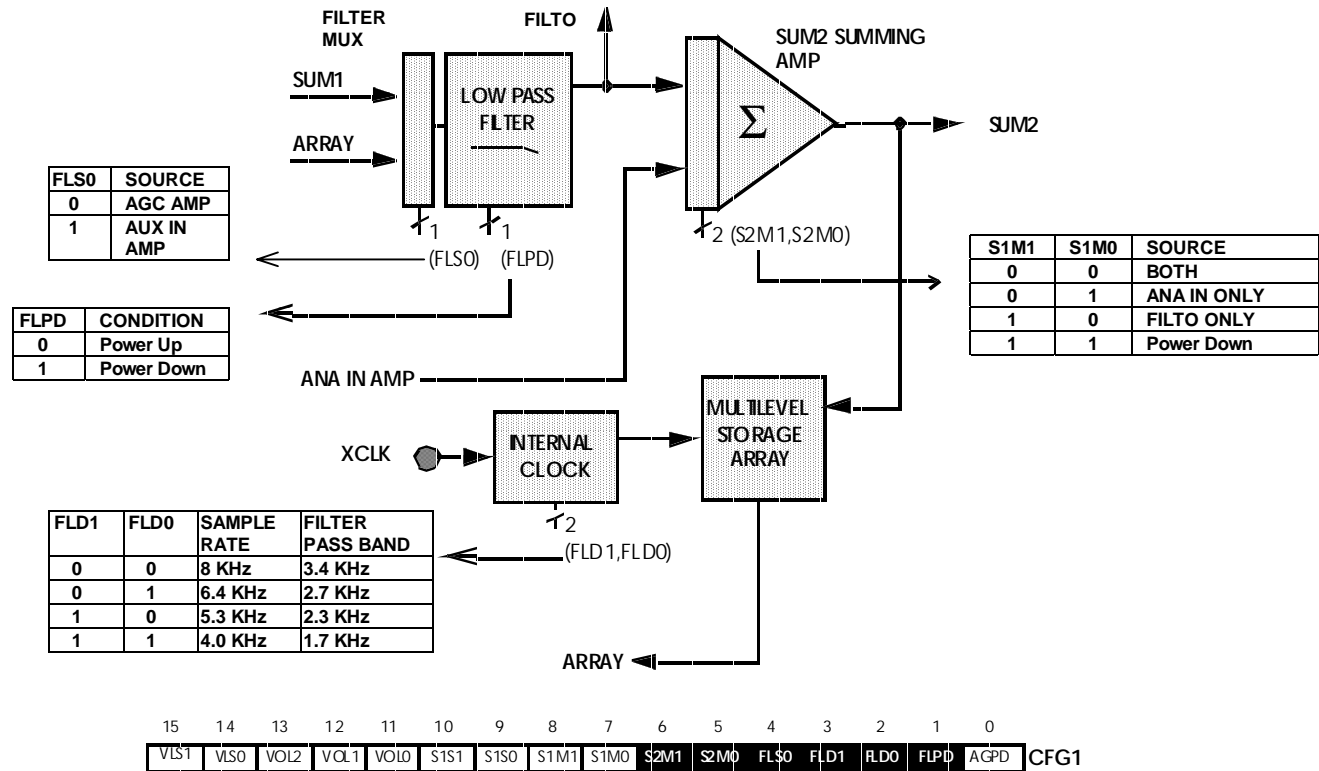 FILTER
MUX
FILTO
SUM2 SUMMING
AMP
SUM1
ARRAY
LOW PASS
FILTER
Σ
SUM2
FLS0 SOURCE
0 AGC AMP
1 AUX IN
AMP
1
(FLS0)
1
(FLPD)
2 (S2M1,S2M0)
S1M1 S1M0 SOURCE
0 0 BOTH
0 1 ANA IN ONLY
1 0 FILTO ONLY
1 1 Power Down
FLPD CONDITION
0 Power Up
1 Power Down
ANA IN AMP
XCLK
INTERNAL
CLOCK
MULTILEVEL
STORAGE
ARRAY
2
(FLD1,FLD0)
FLD1 FLD0 SAMPLE RATE FILTER PASS BAND
0 0 8 KHz 3.4 KHz
0 1 6.4 KHz 2.7 KHz
1 0 5.3 KHz 2.3 KHz
1 1 4.0 KHz 1.7 KHz
ARRAY
15 14 13 12 11 10 9 8 7 6 5 4 3 2 1 0
VLS1 VLS0 VOL2 VOL1 VOL0 S1S1 S1S0 S1M1 S1M0 S2M1 S2M0 FLS0 FLD1 FLD0 FLPD AGPD CFG1